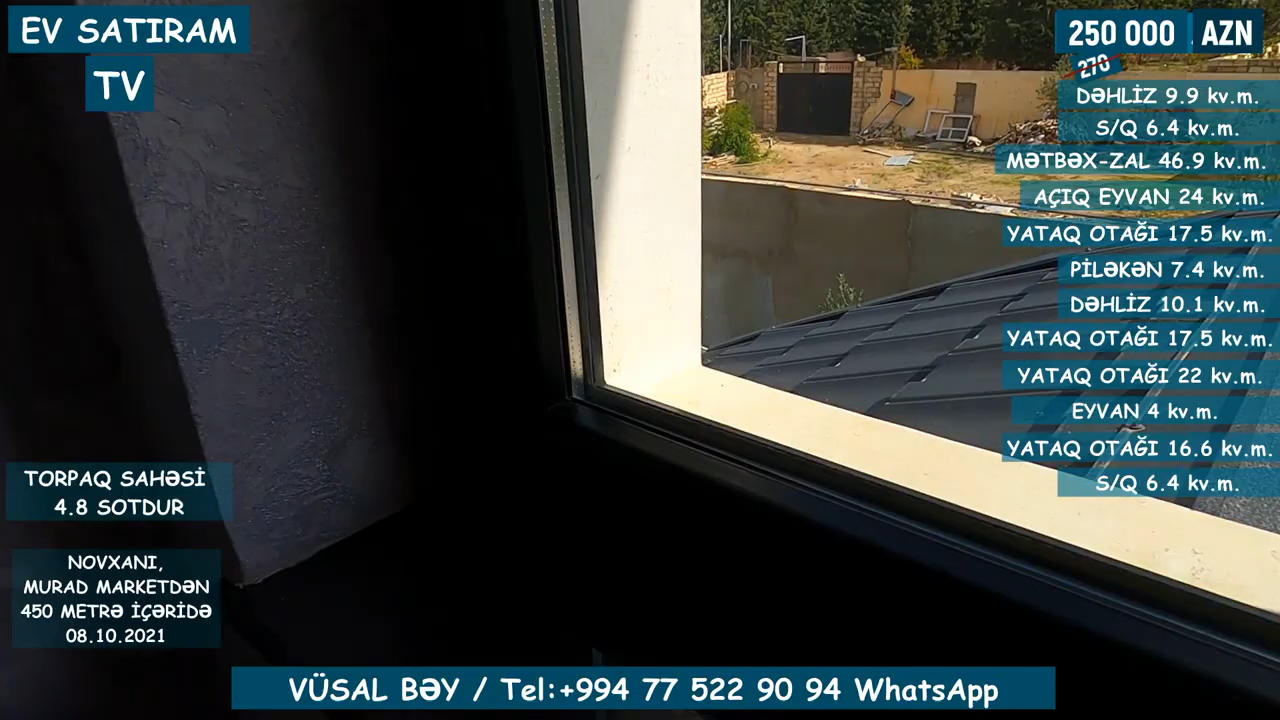 EV SATIRAM
TV
250 000 AZN
270
DƏHLİZ 9.9 kv.m.
S/Q 6.4 kv.m.
MƏTBƏX-ZAL 46.9 kv.m.
AÇIQ EYVAN 24 kv.m.
YATAQ OTAĞI 17.5 kv.m.
PİLƏKƏN 7.4 kv.m.
DƏHLİZ 10.1 kv.m.
YATAQ OTAĞI 17.5 kv.m.
YATAQ OTAĞI 22 kv.m.
EYVAN 4 kv.m.
YATAQ OTAĞI 16.6 kv.m.
S/Q 6.4 kv.m.
TORPAQ SAHƏSİ
4.8 SOTDUR
NOVXANI,
MURAD MARKETDƏN
450 METRƏ İÇƏRİDƏ
08.10.2021
VÜSAL BƏY / Tel:+994 77 522 90 94 WhatsApp